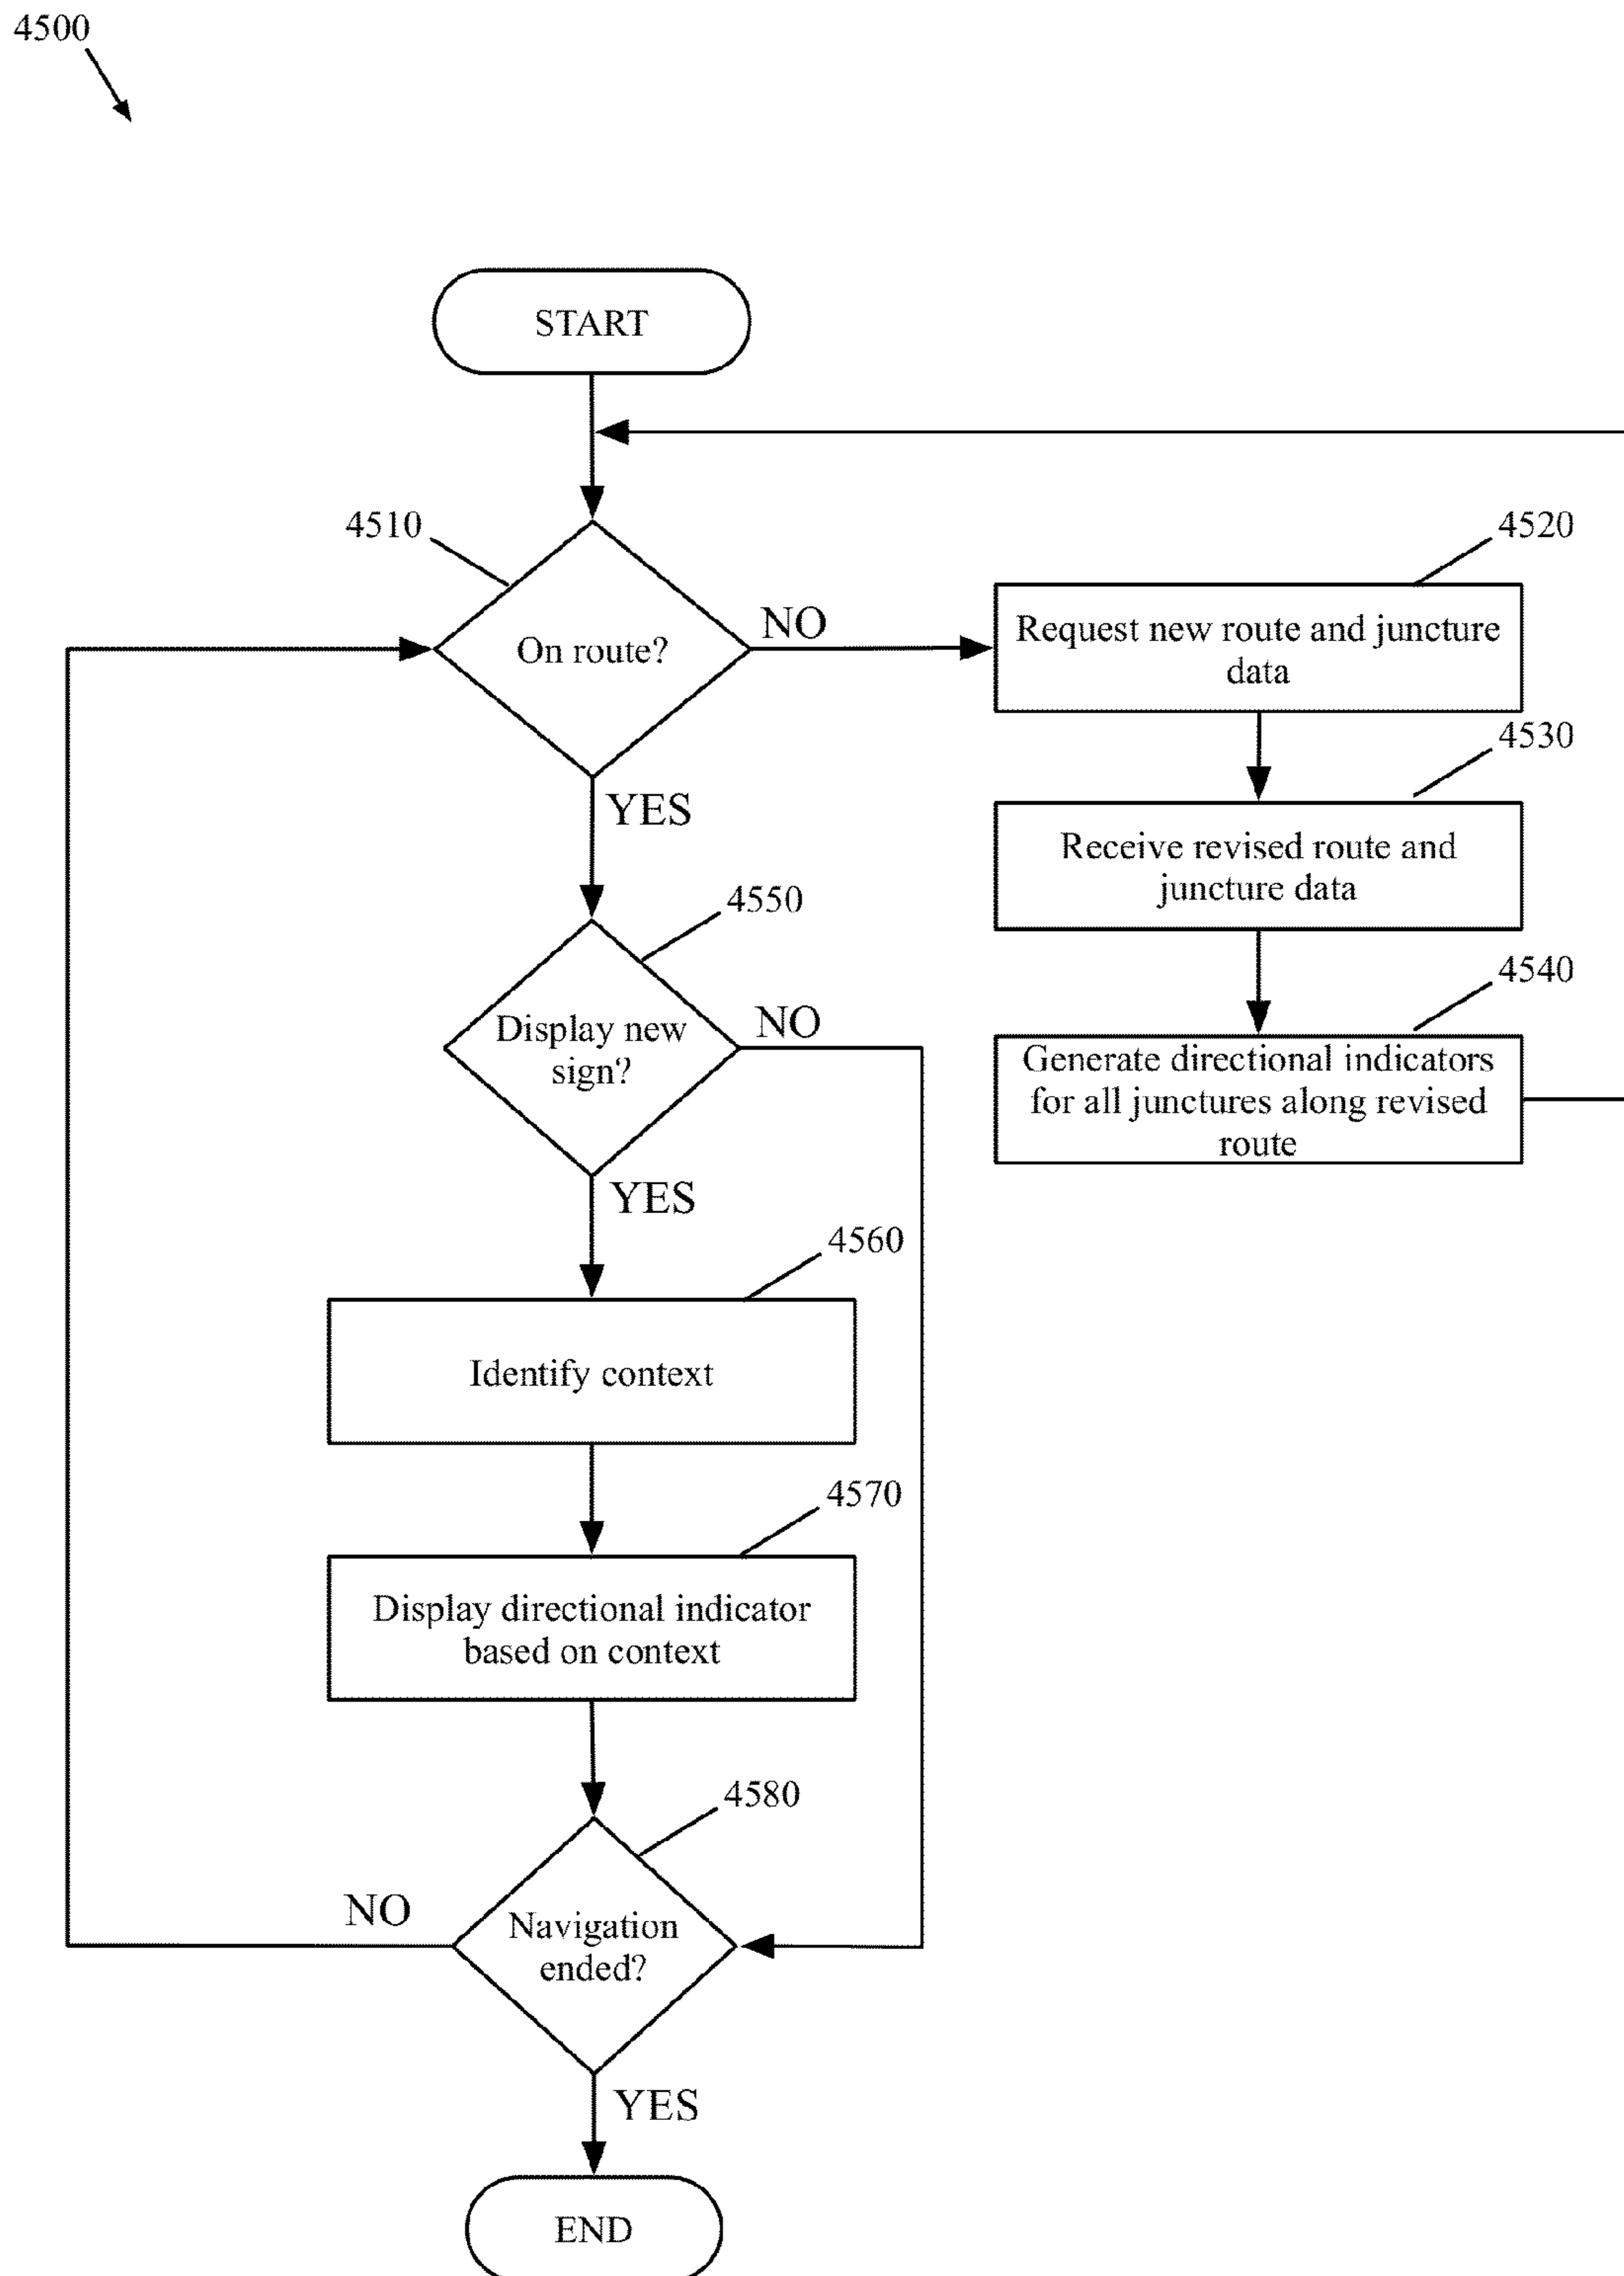 4500
START
4510
On route?
NO
4520
Request new route and juncture
data
YES
4530
Receive revised route and
juncture data
4550
Display new
sign?
NO
4540
Generate directional indicators
for all junctures along revised
route
YES
4560
Identify context
4570
Display directional indicator
based on context
4580
Navigation
ended?
NO
YES
END